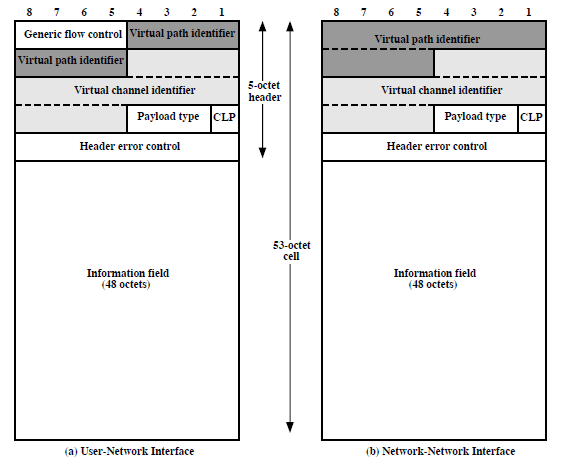 8 7 6 5 4 3 2 1
Generic flow control
Virtual path identifier
Virtual path identifier
Virtual channel identifier
Payload type
CLP
Header error control
Information field
(48 octets)
(a) User-Network Interface
5-octet
header
53-octet
cell
8 7 6 5 4 3 2 1
Virtual path identifier
Virtual channel identifier
Payload type
CLP
Header error control
Information field
(48 octets)
(b) Network-Network Interface